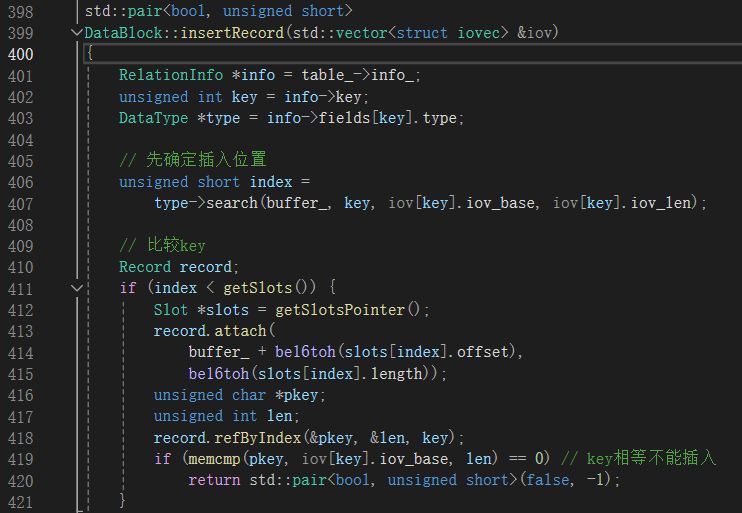 398 std::pair<bool, unsigned short>
399 DataBlock::insertRecord(std::vector<struct iovec> &iov)
400 {
401     RelationInfo *info = table_->info_;
402     unsigned int key = info->key;
403     DataType *type = info->fields[key].type;
404
405     // 先确定插入位置
406     unsigned short index =
407         type->search(buffer_, key, iov[key].iov_base, iov[key].iov_len);
408
409     // 比较key
410     Record record;
411     if (index < getSlots()) {
412         Slot *slots = getSlotsPointer();
413         record.attach(
414             buffer_ + be16toh(slots[index].offset),
415             be16toh(slots[index].length));
416         unsigned char *pkey;
417         unsigned int len;
418         record.refByIndex(&pkey, &len, key);
419         if (memcmp(pkey, iov[key].iov_base, len) == 0) // key相等不能插入
420             return std::pair<bool, unsigned short>(false, -1);
421     }